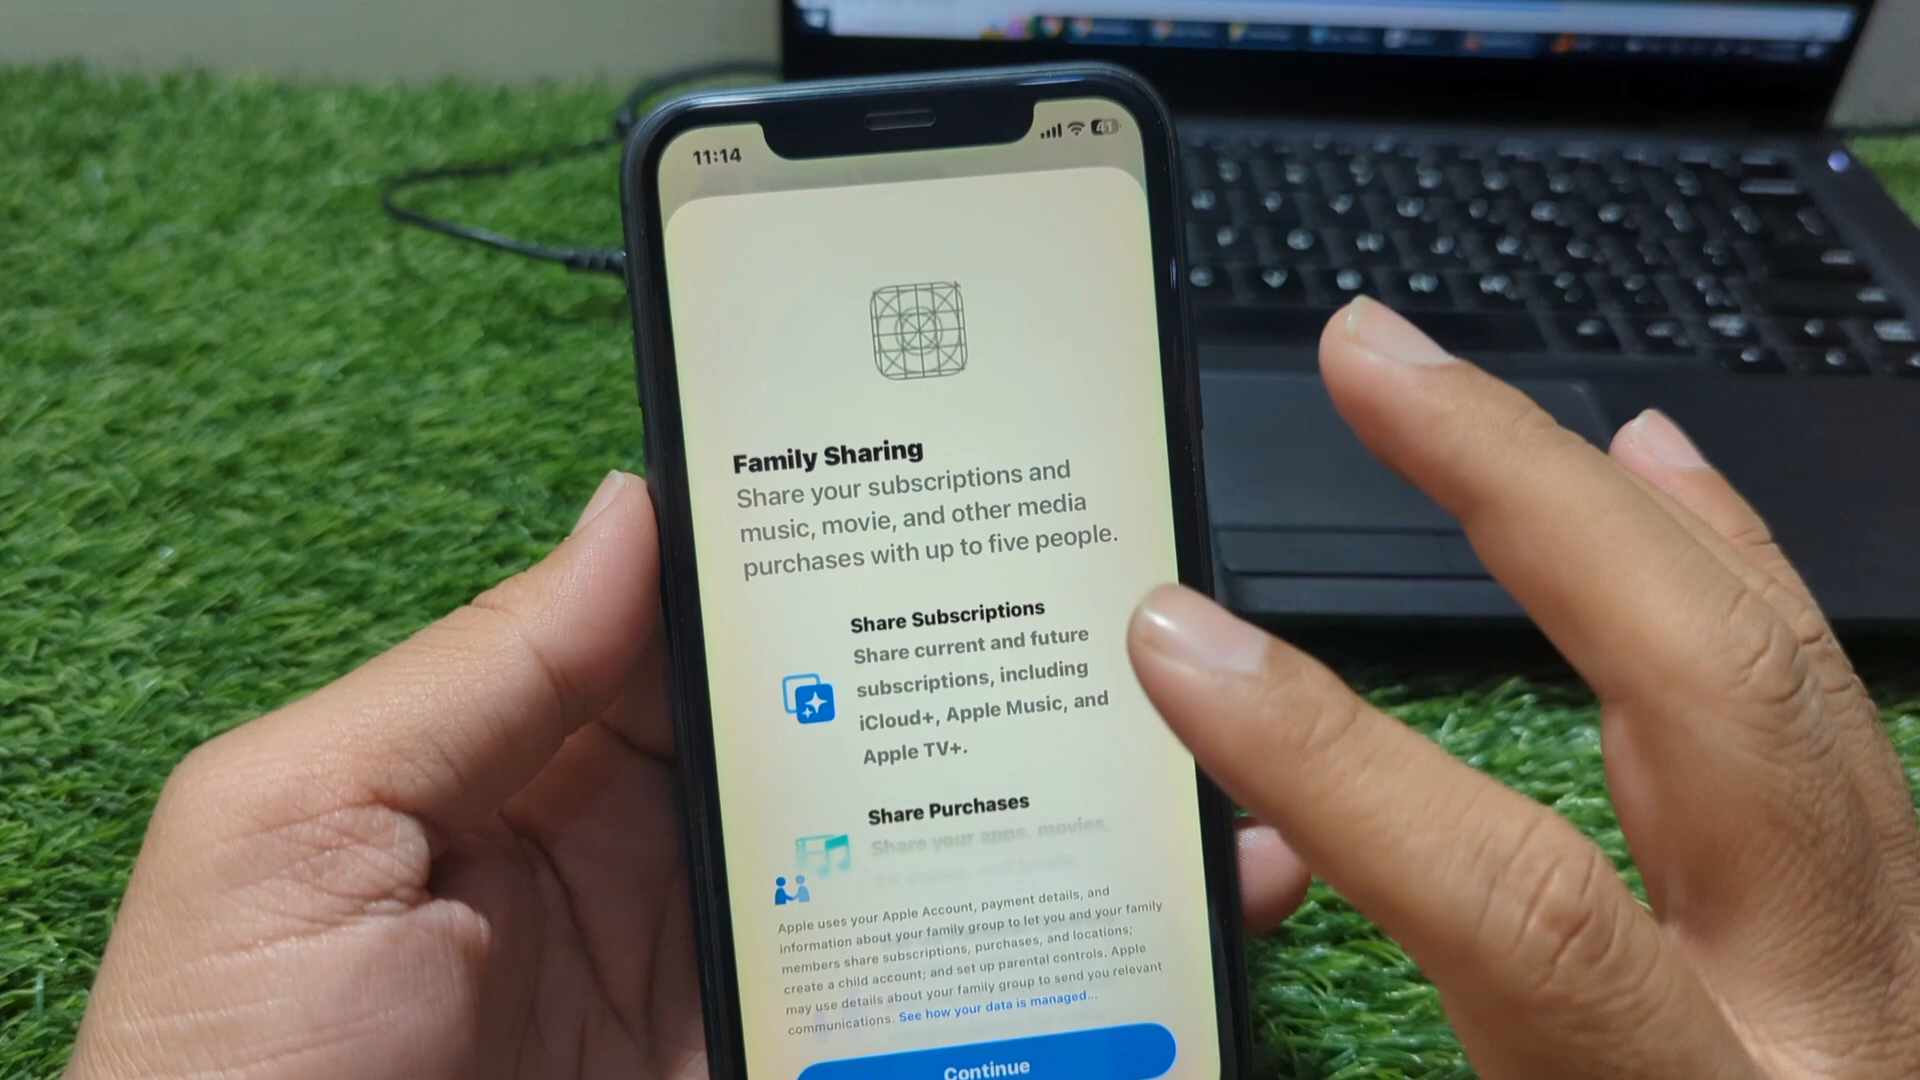 11:14
41
Family Sharing
Share your subscriptions and
music, movie, and other media
purchases with up to five people.
Share Subscriptions
Share current and future
subscriptions, including
iCloud+, Apple Music, and
Apple TV+.
Share Purchases
Share your apps, movies,
Apple uses your Apple Account, payment details, and
information about your family group to let you and your family
members share subscriptions, purchases, and locations;
create a child account; and set up parental controls. Apple
may use details about your family group to send you relevant
communications. See how your data is managed...
Continue